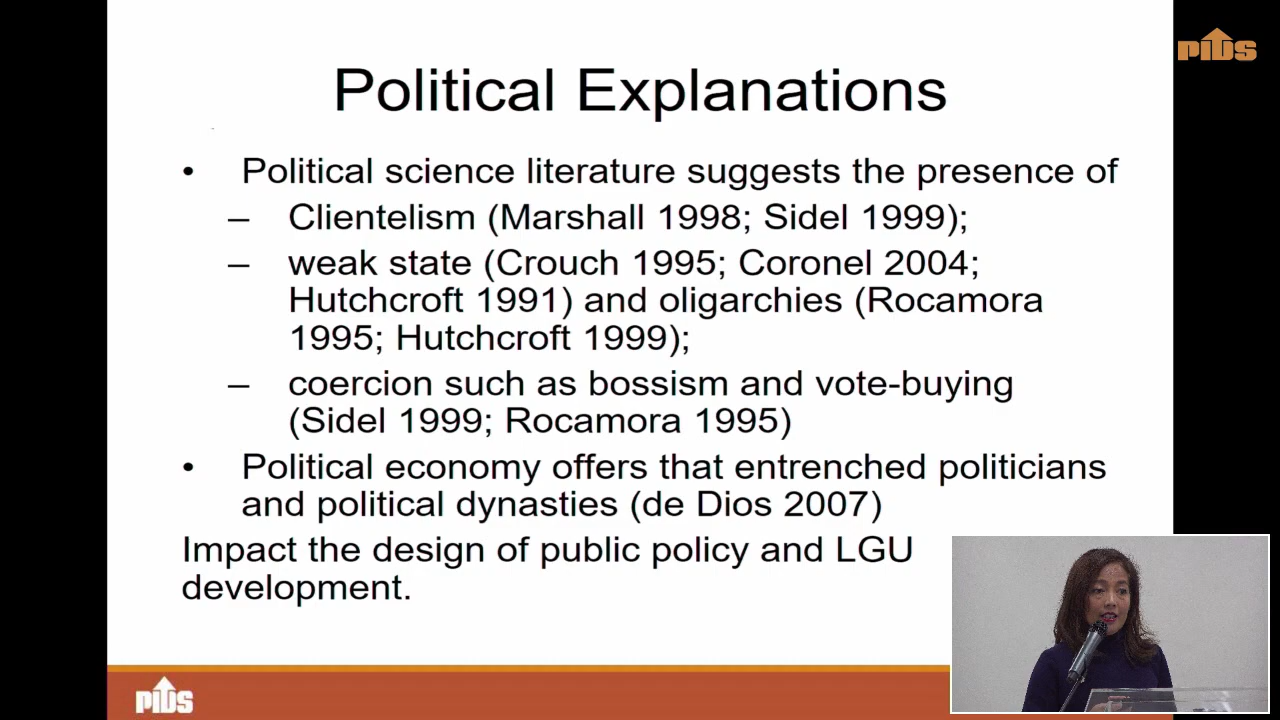 PIDS
Political Explanations
• Political science literature suggests the presence of
– Clientelism (Marshall 1998; Sidel 1999);
– weak state (Crouch 1995; Coronel 2004;
Hutchcroft 1991) and oligarchies (Rocamora
1995; Hutchcroft 1999);
– coercion such as bossism and vote-buying
(Sidel 1999; Rocamora 1995)
• Political economy offers that entrenched politicians
and political dynasties (de Dios 2007)
Impact the design of public policy and LGU
development.
PIDS